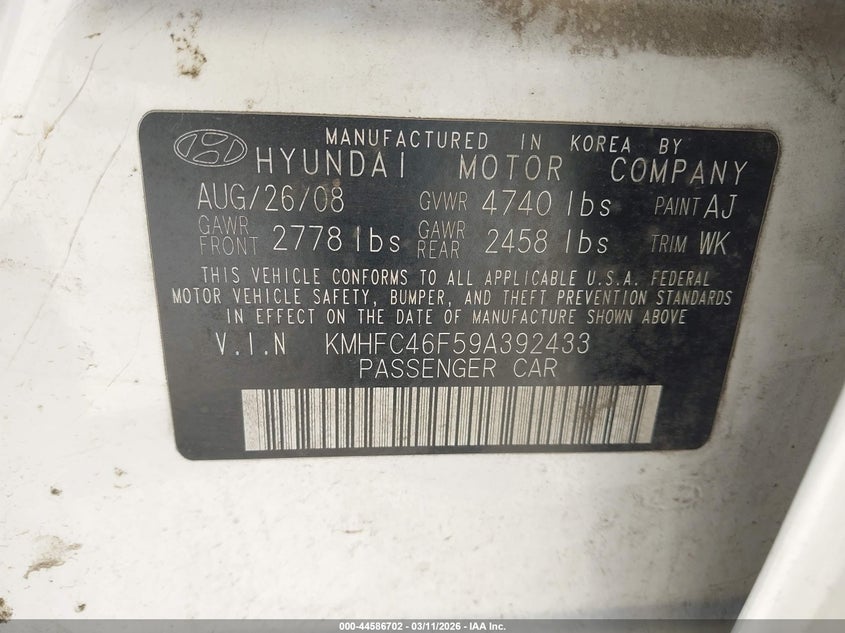 MANUFACTURED IN KOREA BY
HYUNDAI MOTOR COMPANY
AUG/26/08 GVWR 4740 lbs PAINT AJ
GAWR FRONT 2778 lbs GAWR REAR 2458 lbs TRIM WK
THIS VEHICLE CONFORMS TO ALL APPLICABLE U.S.A. FEDERAL
MOTOR VEHICLE SAFETY, BUMPER, AND THEFT PREVENTION STANDARDS
IN EFFECT ON THE DATE OF MANUFACTURE SHOWN ABOVE
V.I.N KMHFC46F59A392433
PASSENGER CAR
000-44586702 - 03/11/2026 - IAA Inc.